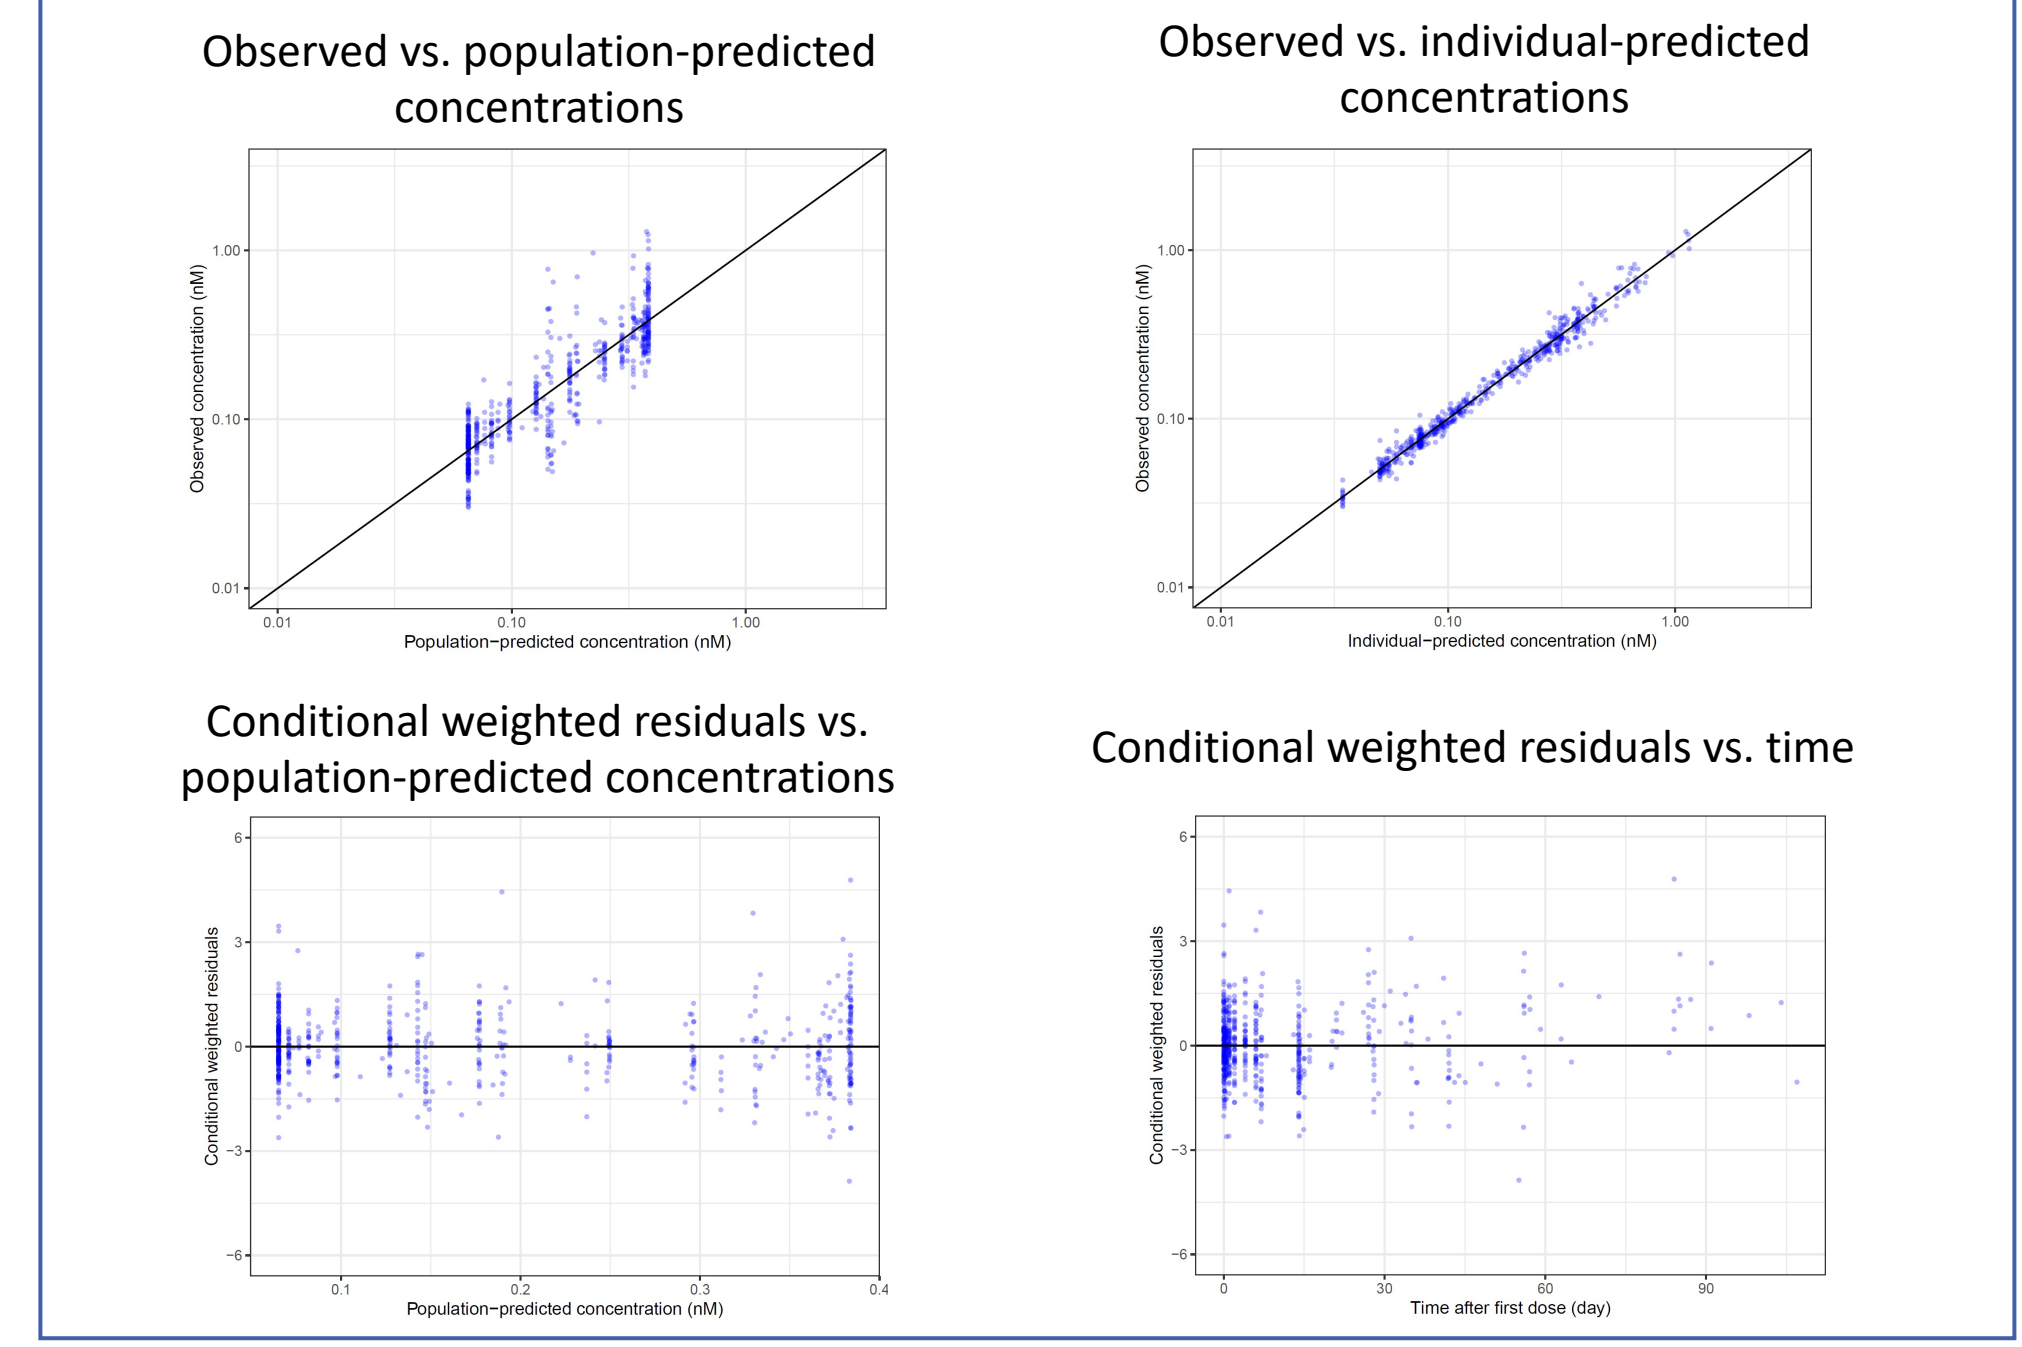 Observed vs. population-predicted
concentrations
1.00
0.10
0.01
Observed concentration (nM)
0.01
0.10
1.00
Population−predicted concentration (nM)
Observed vs. individual-predicted
concentrations
1.00
0.10
0.01
Observed concentration (nM)
0.01
0.10
1.00
Individual−predicted concentration (nM)
Conditional weighted residuals vs.
population-predicted concentrations
6
3
0
−3
−6
Conditional weighted residuals
0.1
0.2
0.3
0.4
Population−predicted concentration (nM)
Conditional weighted residuals vs. time
6
3
0
−3
−6
Conditional weighted residuals
0
30
60
90
Time after first dose (day)